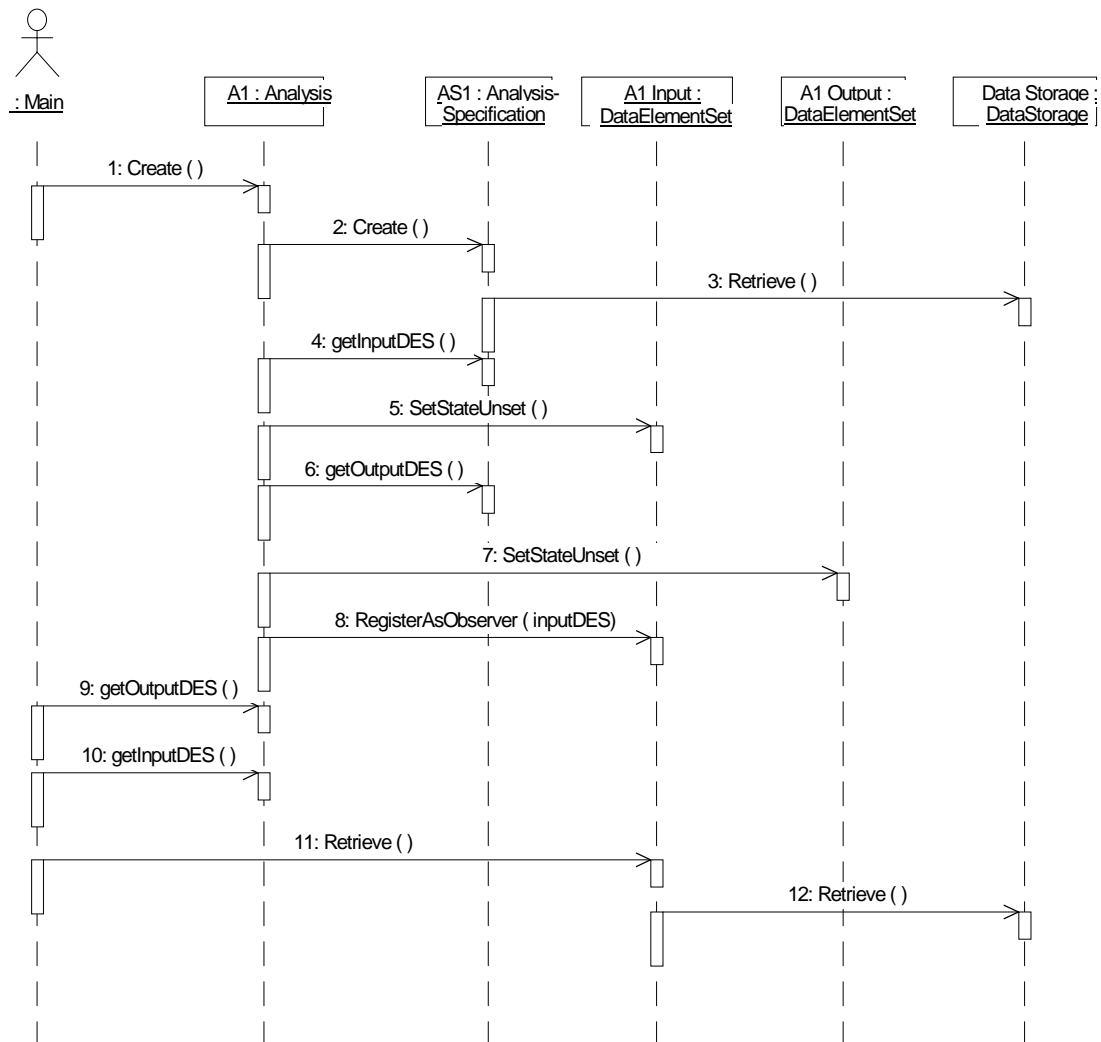 : Main
A1 : Analysis
AS1 : Analysis-
Specification
A1 Input :
DataElementSet
A1 Output :
DataElementSet
Data Storage :
DataStorage
1: Create ( )
2: Create ( )
3: Retrieve ( )
4: getInputDES ( )
5: SetStateUnset ( )
6: getOutputDES ( )
7: SetStateUnset ( )
8: RegisterAsObserver ( inputDES)
9: getOutputDES ( )
10: getInputDES ( )
11: Retrieve ( )
12: Retrieve ( )